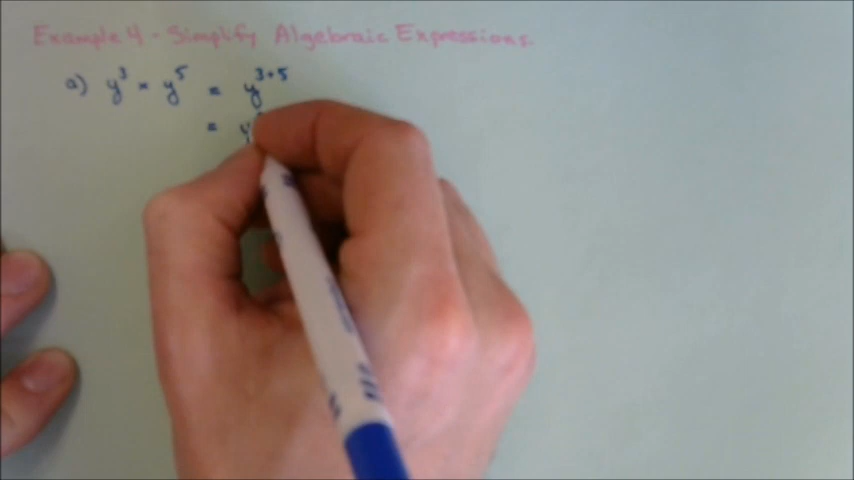 Example 4 - Simplify Algebraic Expressions.
a) y³ × y⁵ = y³⁺⁵
= y